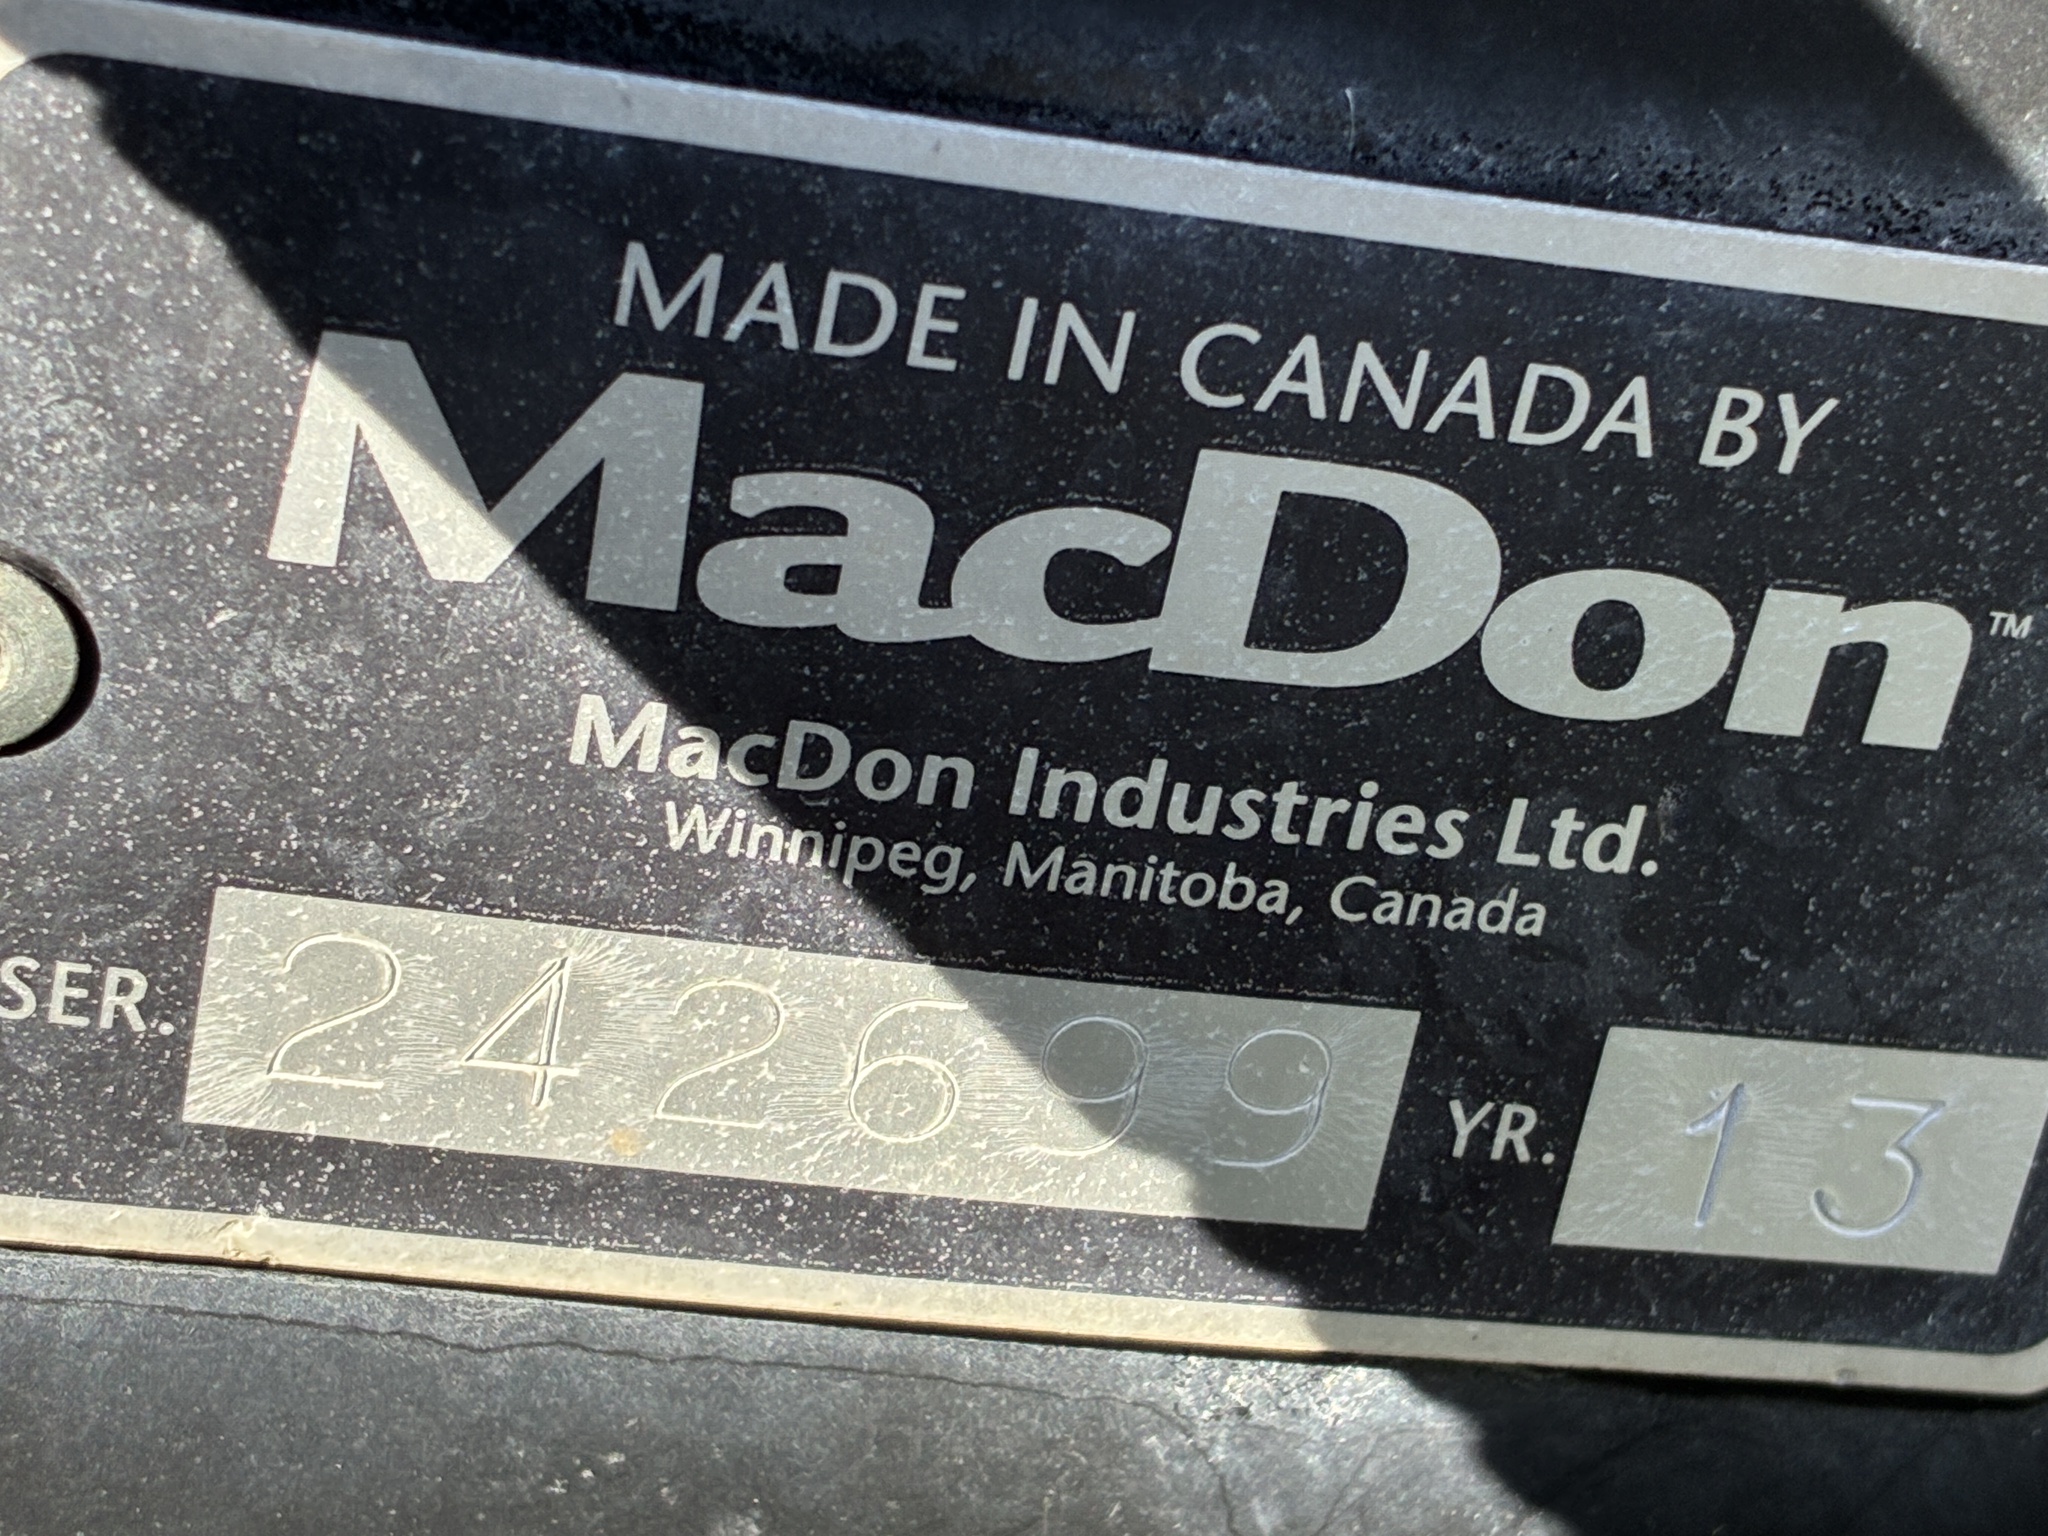 MADE IN CANADA BY
MacDon™
MacDon Industries Ltd.
Winnipeg, Manitoba, Canada
SER. 242699 YR. 13